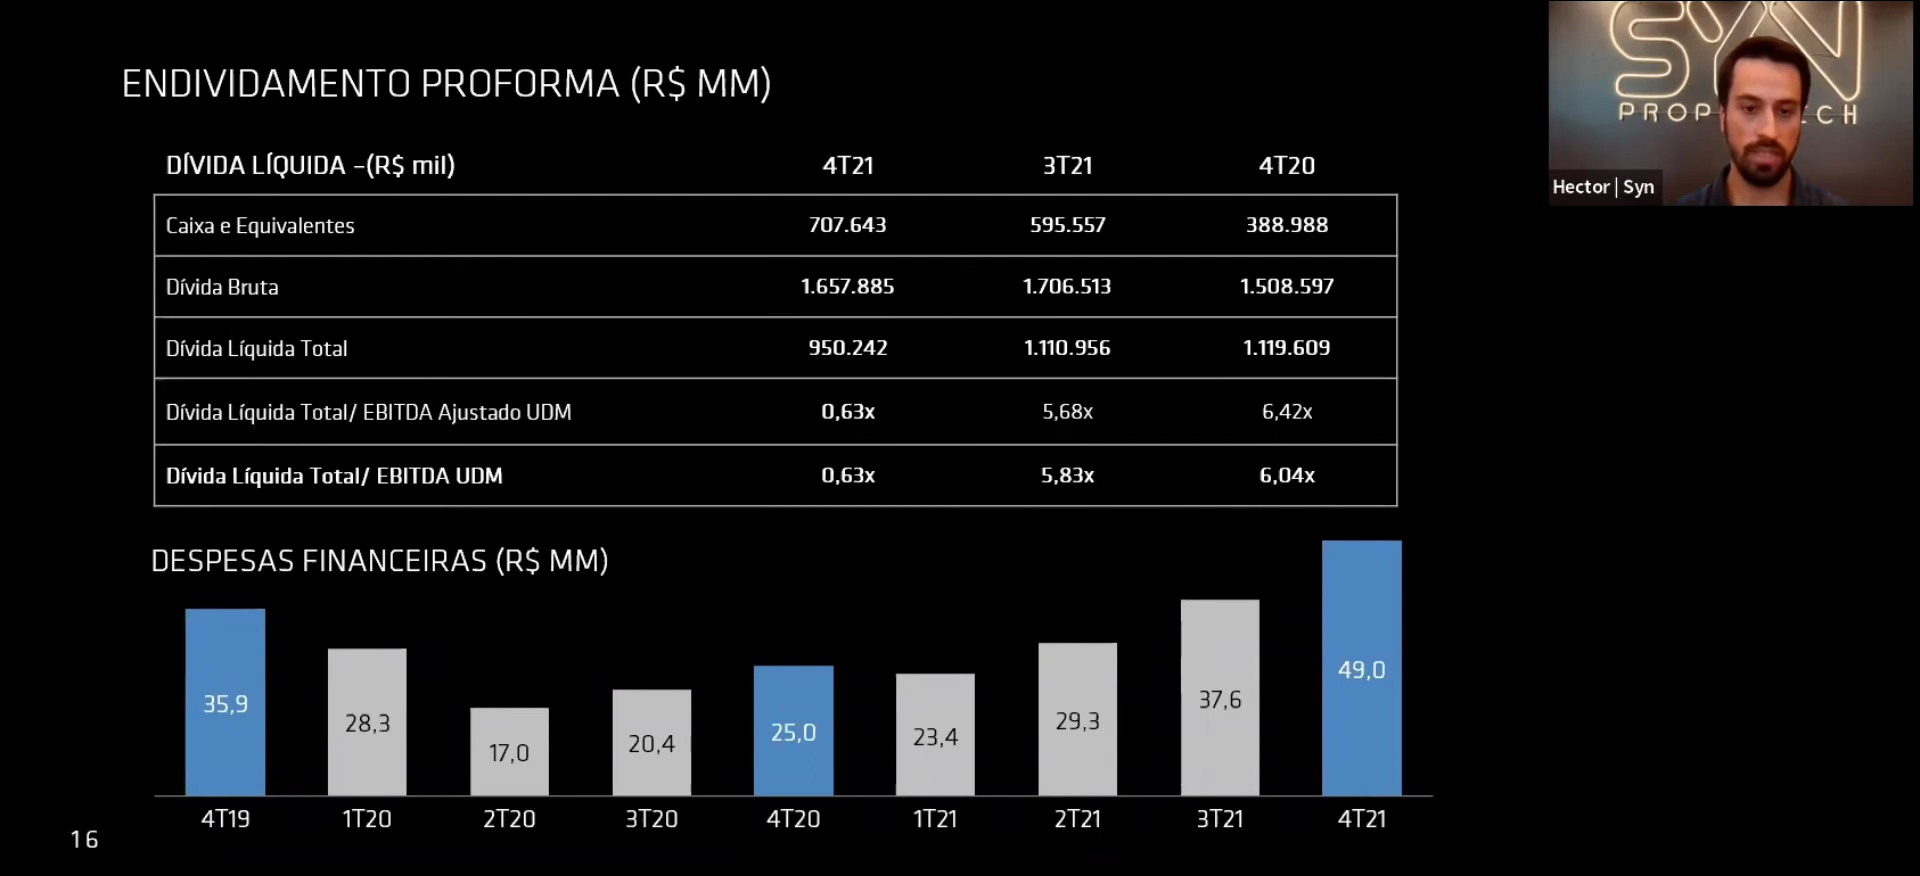 ENDIVIDAMENTO PROFORMA (R$ MM)
DÍVIDA LÍQUIDA –(R$ mil) 4T21 3T21 4T20
Caixa e Equivalentes 707.643 595.557 388.988
Dívida Bruta 1.657.885 1.706.513 1.508.597
Dívida Líquida Total 950.242 1.110.956 1.119.609
Dívida Líquida Total/ EBITDA Ajustado UDM 0,63x 5,68x 6,42x
Dívida Líquida Total/ EBITDA UDM 0,63x 5,83x 6,04x
DESPESAS FINANCEIRAS (R$ MM)
35,9 28,3 17,0 20,4 25,0 23,4 29,3 37,6 49,0
4T19 1T20 2T20 3T20 4T20 1T21 2T21 3T21 4T21
16
SYN
PROP CH
Hector | Syn